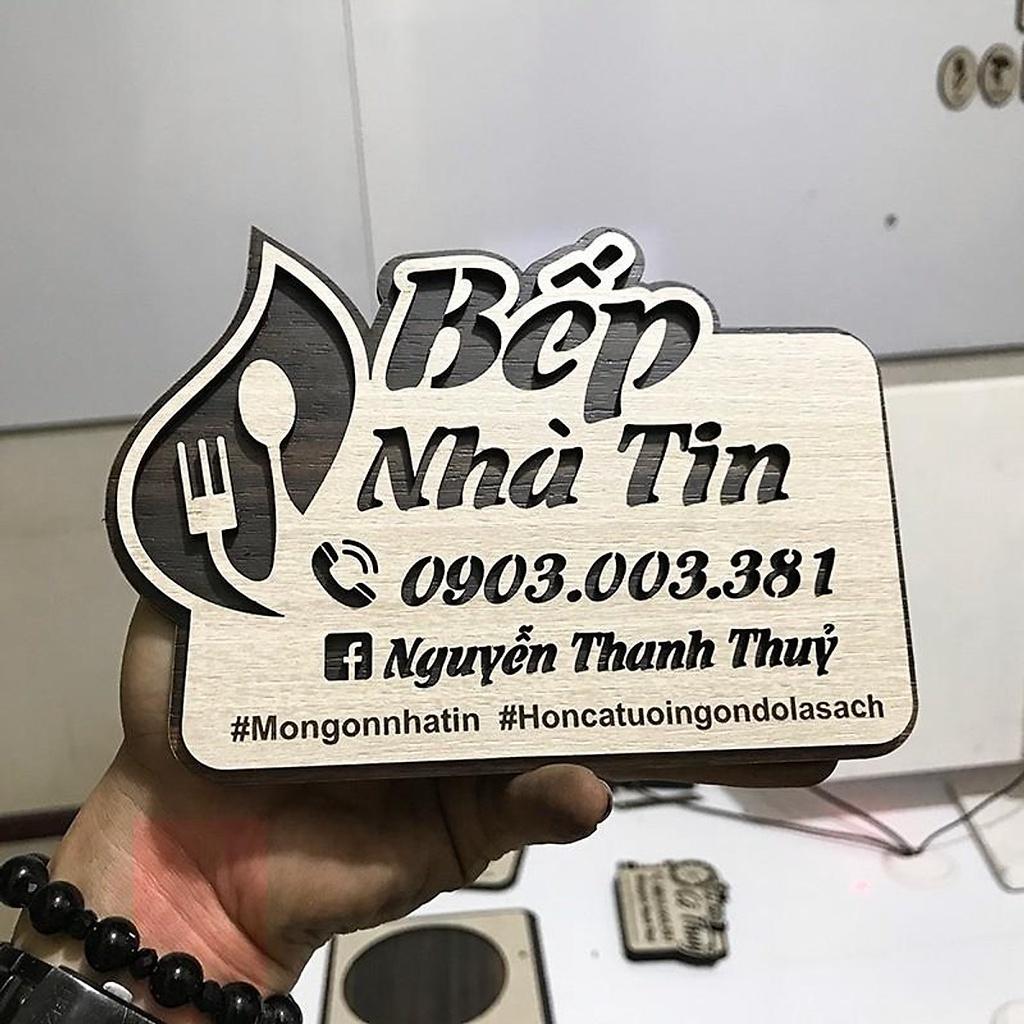 Bếp
Nhà Tin
0903.003.381
Nguyễn Thanh Thuỷ
#Mongonnhatin #Honcatuoingondolasach